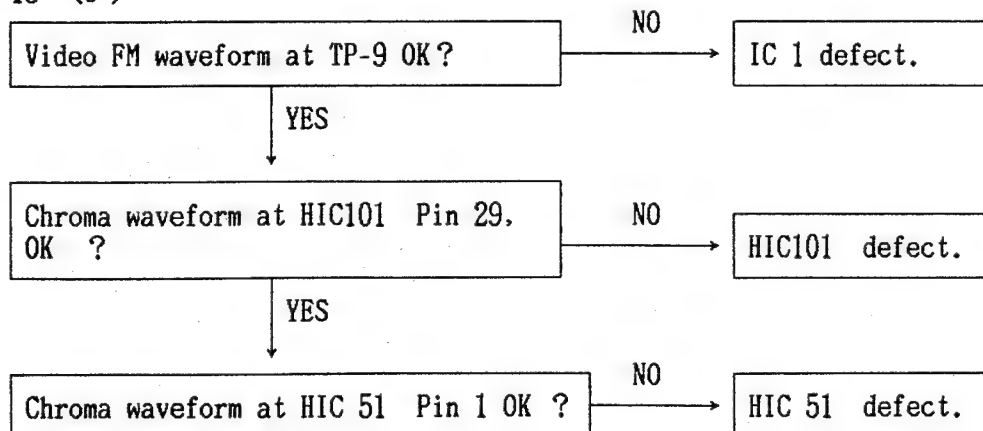 Video FM waveform at TP-9 OK?
NO
IC 1 defect.
YES
Chroma waveform at HIC101 Pin 29,
OK ?
NO
HIC101 defect.
YES
Chroma waveform at HIC 51 Pin 1 OK ?
NO
HIC 51 defect.